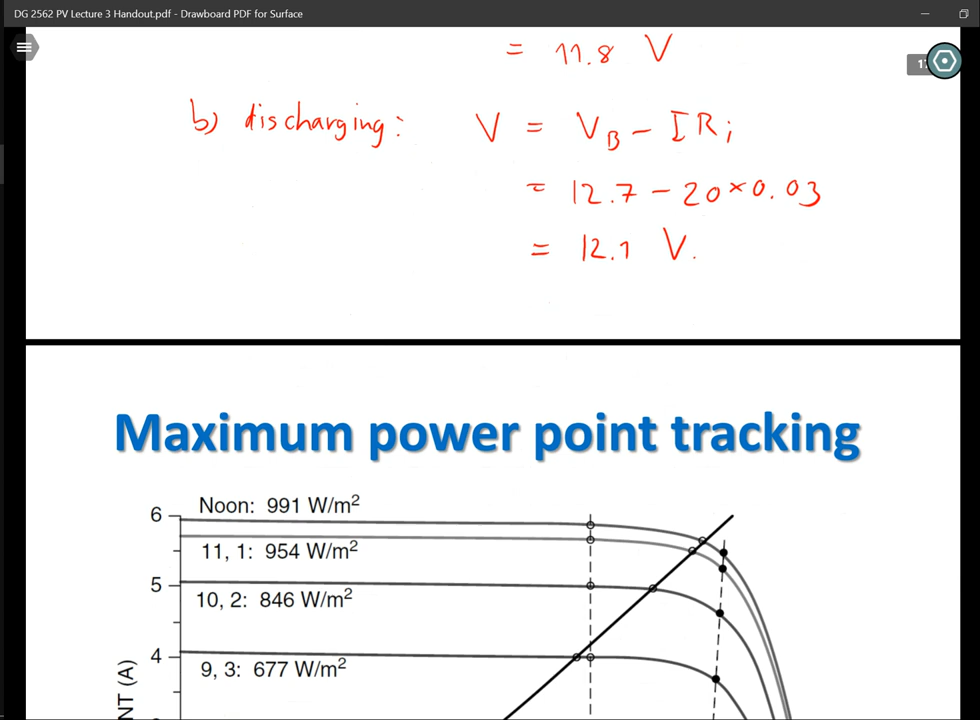 DG 2562 PV Lecture 3 Handout.pdf - Drawboard PDF for Surface
= 11.8 V
b) discharging: V = V_B - I R_i
= 12.7 - 20 × 0.03
= 12.1 V.
Maximum power point tracking
6
Noon: 991 W/m²
11, 1: 954 W/m²
5
10, 2: 846 W/m²
4
9, 3: 677 W/m²
NT (A)